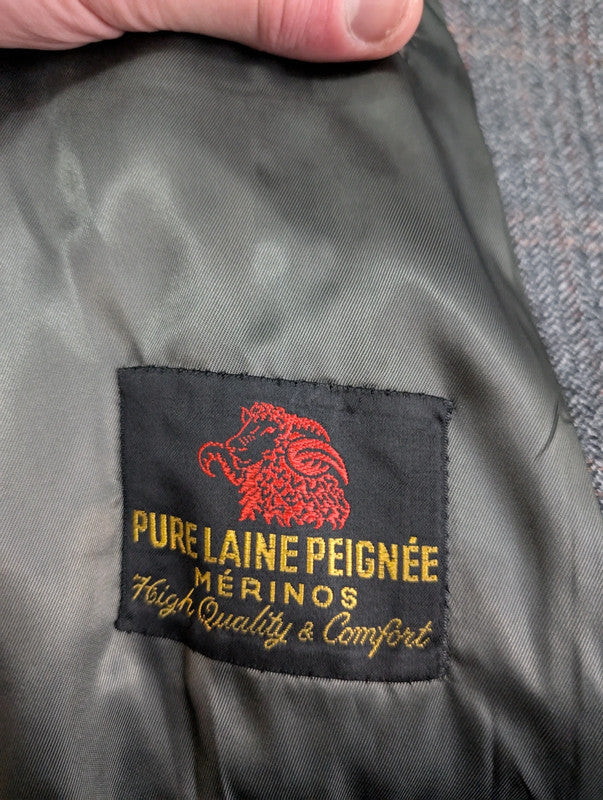 PURE LAINE PEIGNÉE
MÉRINOS
High Quality & Comfort